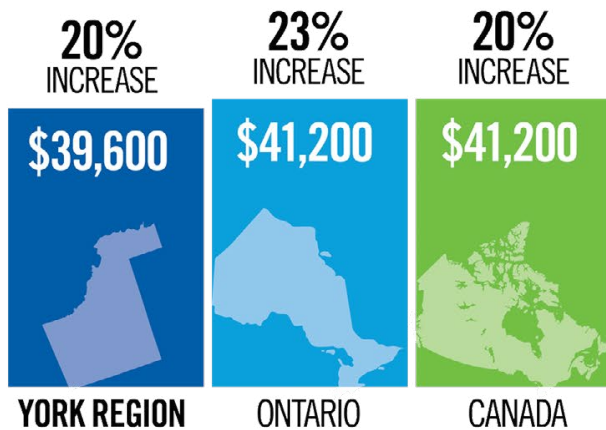 20%
INCREASE
$39,600
YORK REGION
23%
INCREASE
$41,200
ONTARIO
20%
INCREASE
$41,200
CANADA